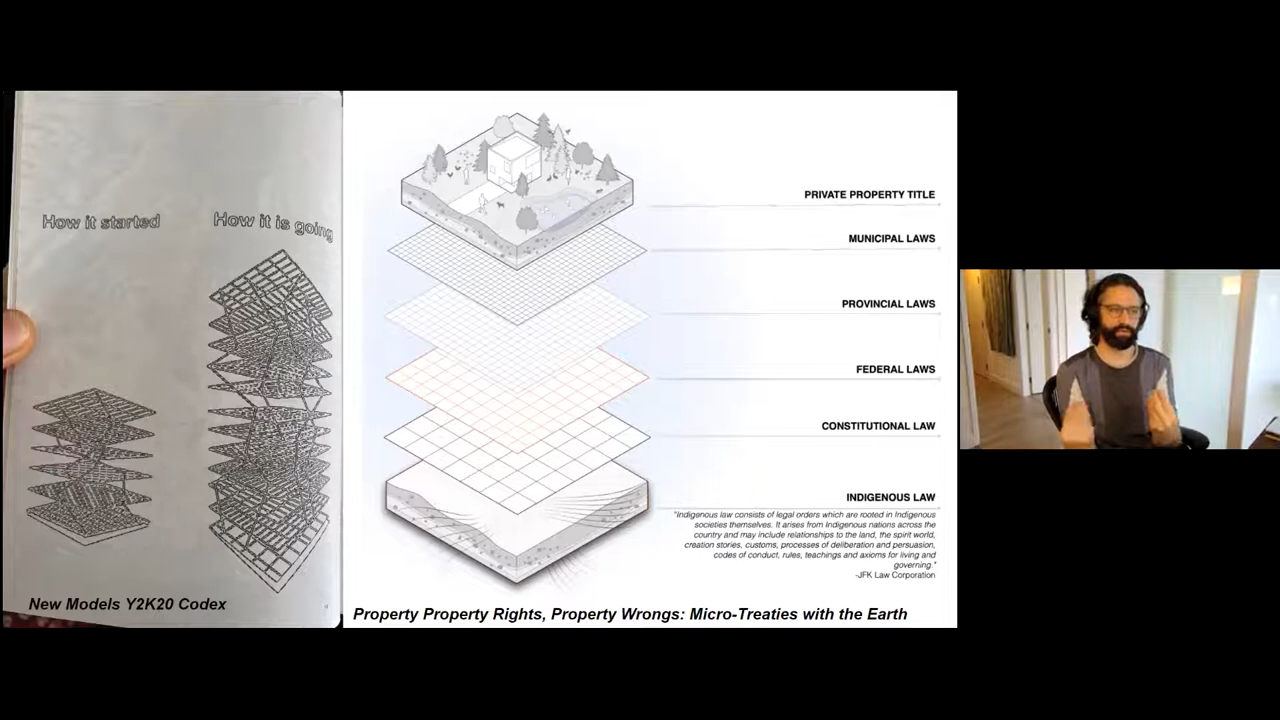 How it started
How it is going
New Models Y2K20 Codex
PRIVATE PROPERTY TITLE
MUNICIPAL LAWS
PROVINCIAL LAWS
FEDERAL LAWS
CONSTITUTIONAL LAW
INDIGENOUS LAW
"Indigenous law consists of legal orders which are rooted in Indigenous
societies themselves. It arises from Indigenous nations across the
country and may include relationships to the land, the spirit world,
creation stories, customs, processes of deliberation and persuasion,
codes of conduct, rules, teachings and axioms for living and
governing."
-JFK Law Corporation
Property Property Rights, Property Wrongs: Micro-Treaties with the Earth